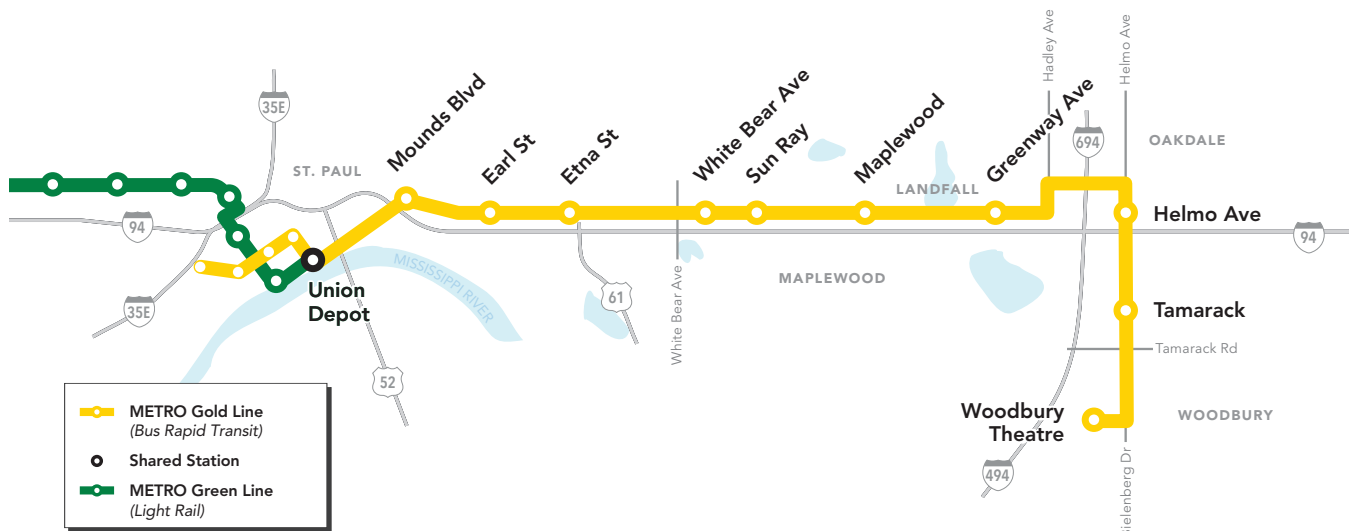 35E
ST. PAUL
Mounds Blvd
Earl St
Etna St
White Bear Ave
Sun Ray
Maplewood
Greenway Ave
Hadley Ave
Helmo Ave
694
OAKDALE
LANDFALL
Helmo Ave
94
94
MAPLEWOOD
MISSISSIPPI RIVER
Union
Depot
35E
61
White Bear Ave
Tamarack
Tamarack Rd
52
Woodbury
Theatre
WOODBURY
494
Bielenberg Dr
METRO Gold Line
(Bus Rapid Transit)
Shared Station
METRO Green Line
(Light Rail)